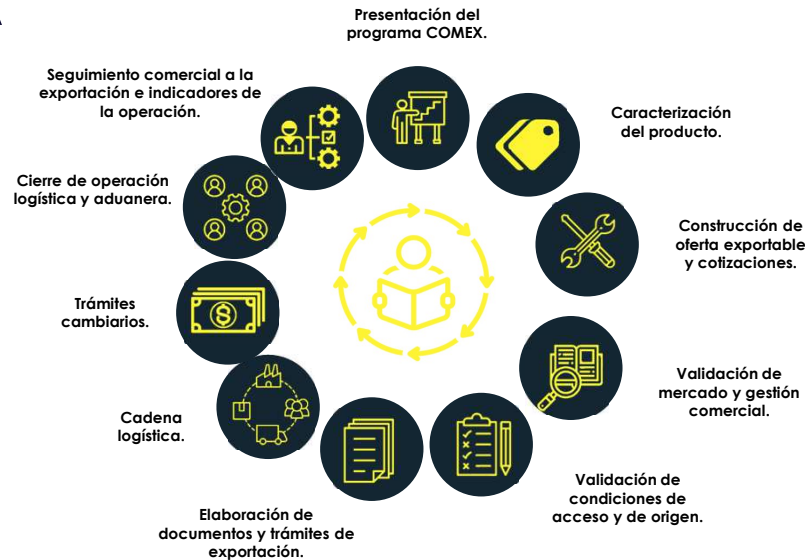 Presentación del
programa COMEX.
Caracterización
del producto.
Construcción de
oferta exportable
y cotizaciones.
Validación de
mercado y gestión
comercial.
Validación de
condiciones de
acceso y de origen.
Elaboración de
documentos y trámites de
exportación.
Cadena
logística.
Trámites
cambiarios.
Cierre de operación
logística y aduanera.
Seguimiento comercial a la
exportación e indicadores de
la operación.